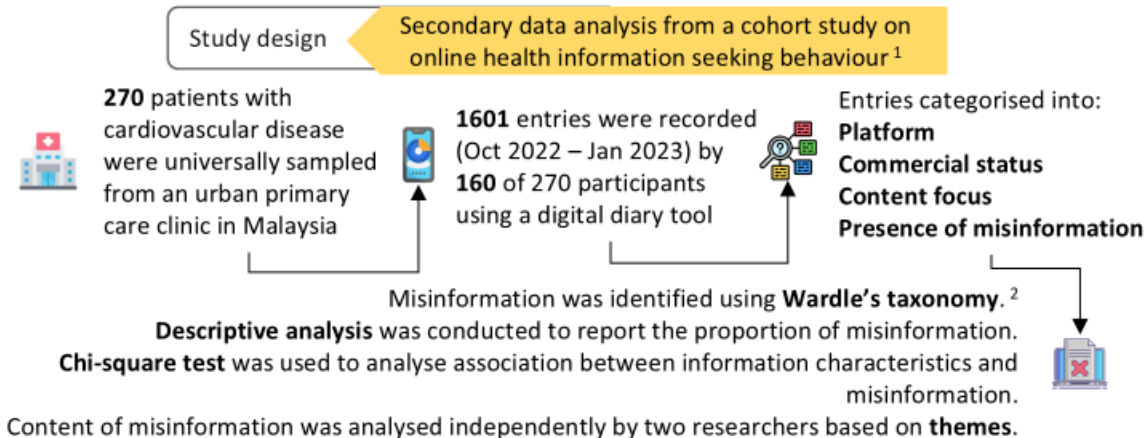 Study design
Secondary data analysis from a cohort study on
online health information seeking behaviour 1
270 patients with
cardiovascular disease
were universally sampled
from an urban primary
care clinic in Malaysia
1601 entries were recorded
(Oct 2022 – Jan 2023) by
160 of 270 participants
using a digital diary tool
Entries categorised into:
Platform
Commercial status
Content focus
Presence of misinformation
Misinformation was identified using Wardle's taxonomy. 2
Descriptive analysis was conducted to report the proportion of misinformation.
Chi-square test was used to analyse association between information characteristics and
misinformation.
Content of misinformation was analysed independently by two researchers based on themes.